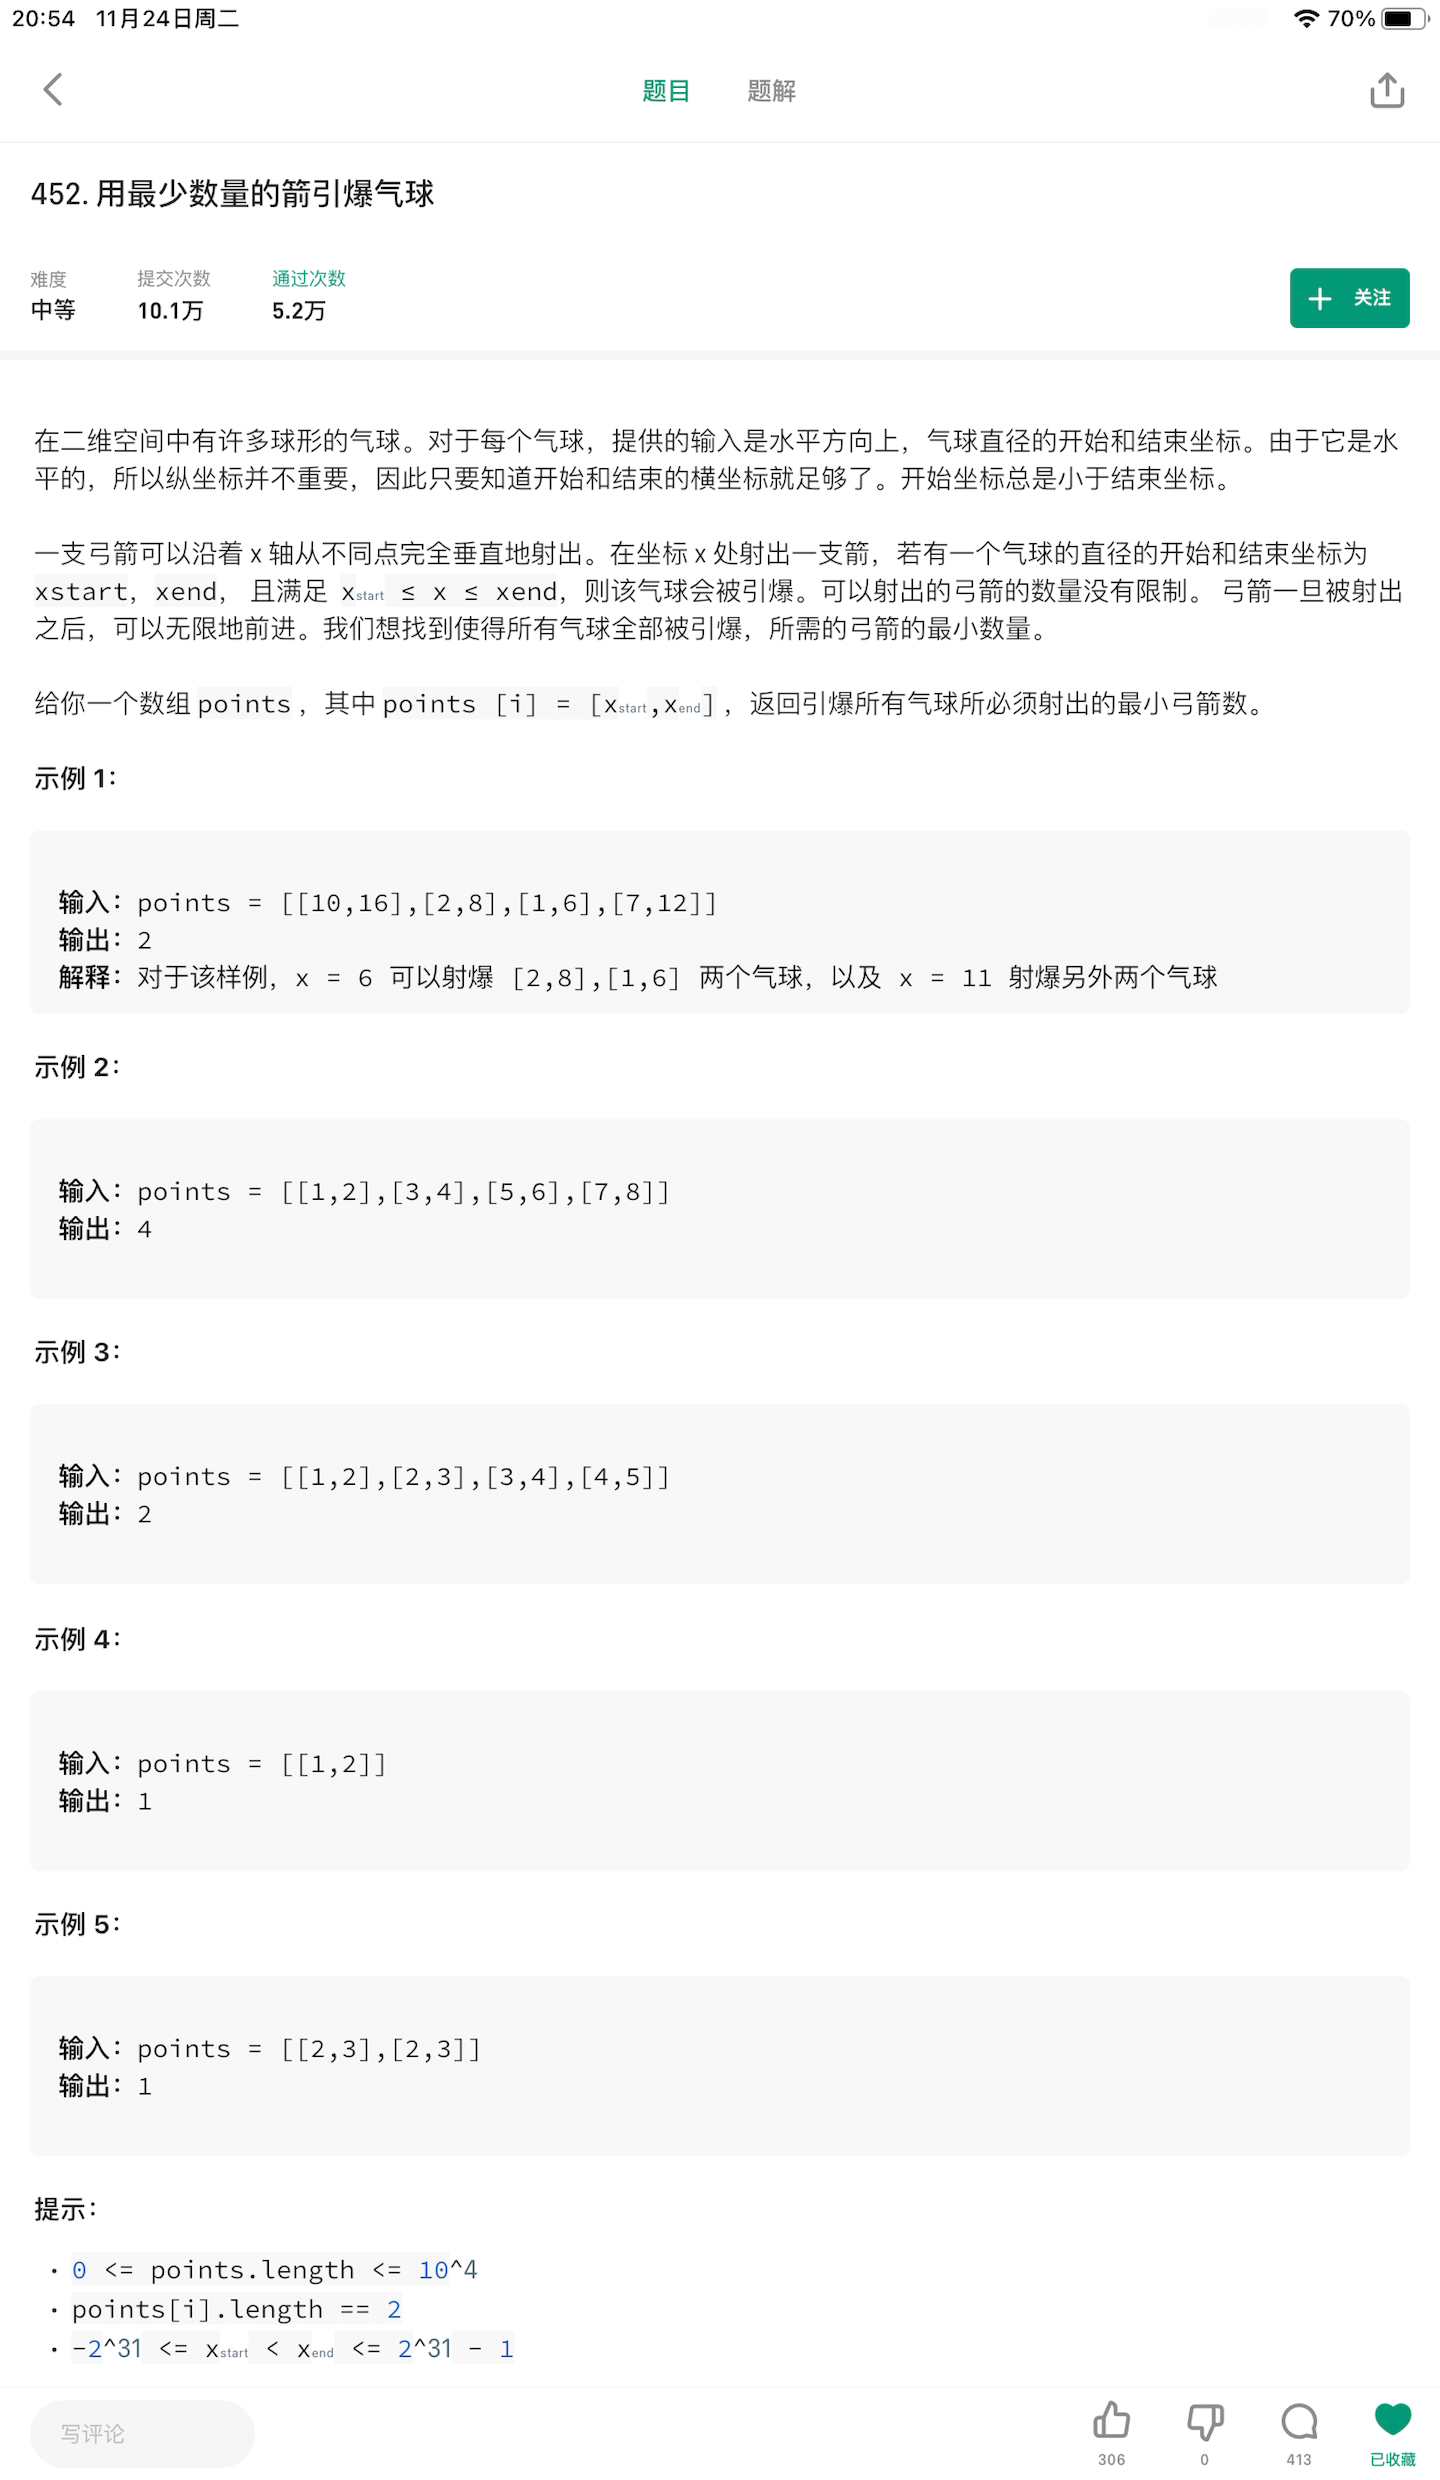 20:54 11月24日周二 70%
题目 题解
452. 用最少数量的箭引爆气球
难度 提交次数 通过次数
中等 10.1万 5.2万
+ 关注
在二维空间中有许多球形的气球。对于每个气球，提供的输入是水平方向上，气球直径的开始和结束坐标。由于它是水
平的，所以纵坐标并不重要，因此只要知道开始和结束的横坐标就足够了。开始坐标总是小于结束坐标。
一支弓箭可以沿着 x 轴从不同点完全垂直地射出。在坐标 x 处射出一支箭，若有一个气球的直径的开始和结束坐标为
xstart，xend， 且满足 xstart ≤ x ≤ xend，则该气球会被引爆。可以射出的弓箭的数量没有限制。 弓箭一旦被射出
之后，可以无限地前进。我们想找到使得所有气球全部被引爆，所需的弓箭的最小数量。
给你一个数组 points ，其中 points [i] = [xstart,xend] ，返回引爆所有气球所必须射出的最小弓箭数。
示例 1：
输入：points = [[10,16],[2,8],[1,6],[7,12]]
输出：2
解释：对于该样例，x = 6 可以射爆 [2,8],[1,6] 两个气球，以及 x = 11 射爆另外两个气球
示例 2：
输入：points = [[1,2],[3,4],[5,6],[7,8]]
输出：4
示例 3：
输入：points = [[1,2],[2,3],[3,4],[4,5]]
输出：2
示例 4：
输入：points = [[1,2]]
输出：1
示例 5：
输入：points = [[2,3],[2,3]]
输出：1
提示：
• 0 <= points.length <= 10^4
• points[i].length == 2
• -2^31 <= xstart < xend <= 2^31 - 1
写评论
306 0 413 已收藏